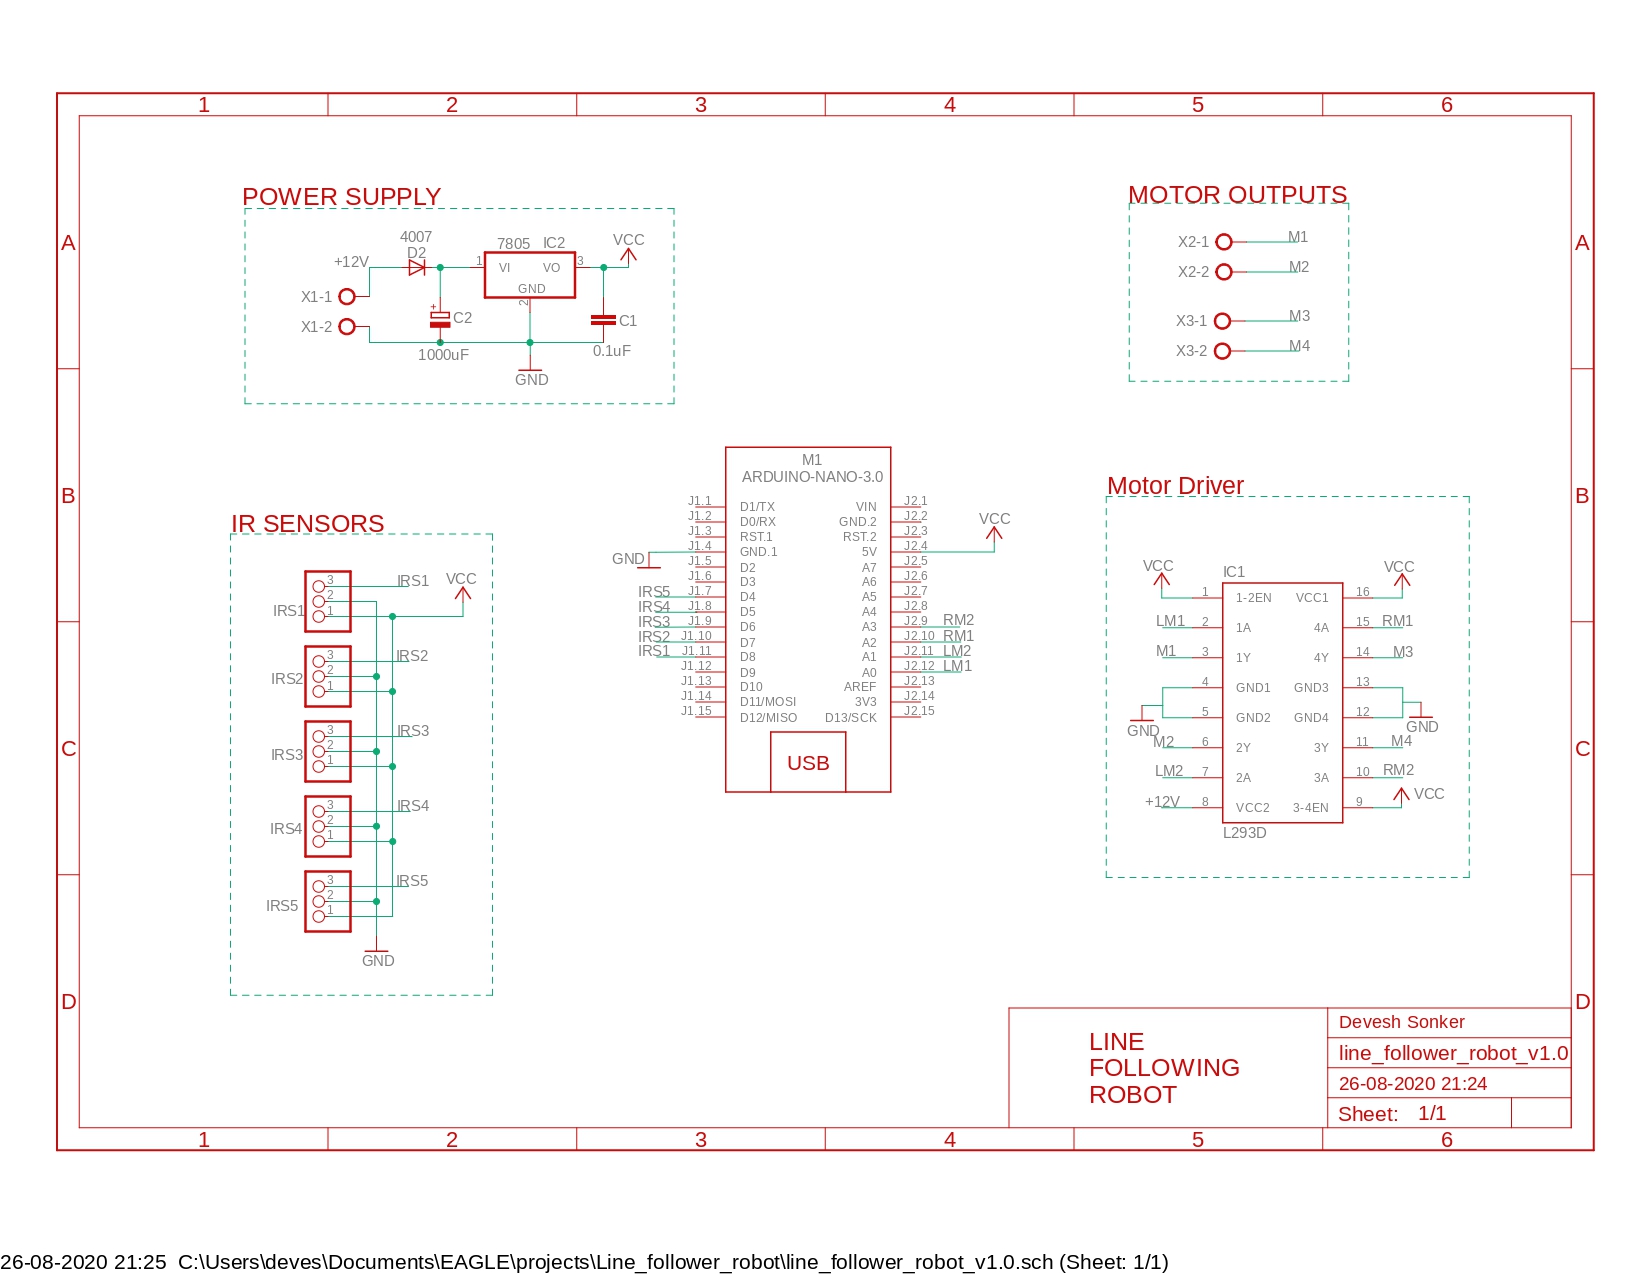 1 2 3 4 5 6
A A
B B
C C
D D
POWER SUPPLY
4007
D2
+12V
X1-1
X1-2
+
C2
1000uF
7805 IC2
1 VI VO 3
GND
2
VCC
C1
0.1uF
GND
MOTOR OUTPUTS
X2-1 M1
X2-2 M2
X3-1 M3
X3-2 M4
IR SENSORS
VCC
IRS1 3 IRS1
2
1
IRS2 3 IRS2
2
1
IRS3 3 IRS3
2
1
IRS4 3 IRS4
2
1
IRS5 3 IRS5
2
1
GND
M1
ARDUINO-NANO-3.0
J1.1 D1/TX VIN J2.1
J1.2 D0/RX GND.2 J2.2
J1.3 RST.1 RST.2 J2.3
GND J1.4 GND.1 5V J2.4 VCC
J1.5 D2 A7 J2.5
J1.6 D3 A6 J2.6
IRS5 J1.7 D4 A5 J2.7
IRS4 J1.8 D5 A4 J2.8
IRS3 J1.9 D6 A3 J2.9 RM2
IRS2 J1.10 D7 A2 J2.10 RM1
IRS1 J1.11 D8 A1 J2.11 LM2
J1.12 D9 A0 J2.12 LM1
J1.13 D10 AREF J2.13
J1.14 D11/MOSI 3V3 J2.14
J1.15 D12/MISO D13/SCK J2.15
USB
Motor Driver
IC1
VCC 1 1-2EN VCC1 16 VCC
LM1 2 1A 4A 15 RM1
M1 3 1Y 4Y 14 M3
4 GND1 GND3 13
GND 5 GND2 GND4 12 GND
M2 6 2Y 3Y 11 M4
LM2 7 2A 3A 10 RM2
+12V 8 VCC2 3-4EN 9 VCC
L293D
LINE
FOLLOWING
ROBOT
Devesh Sonker
line_follower_robot_v1.0
26-08-2020 21:24
Sheet: 1/1
1 2 3 4 5 6
26-08-2020 21:25 C:\Users\deves\Documents\EAGLE\projects\Line_follower_robot\line_follower_robot_v1.0.sch (Sheet: 1/1)